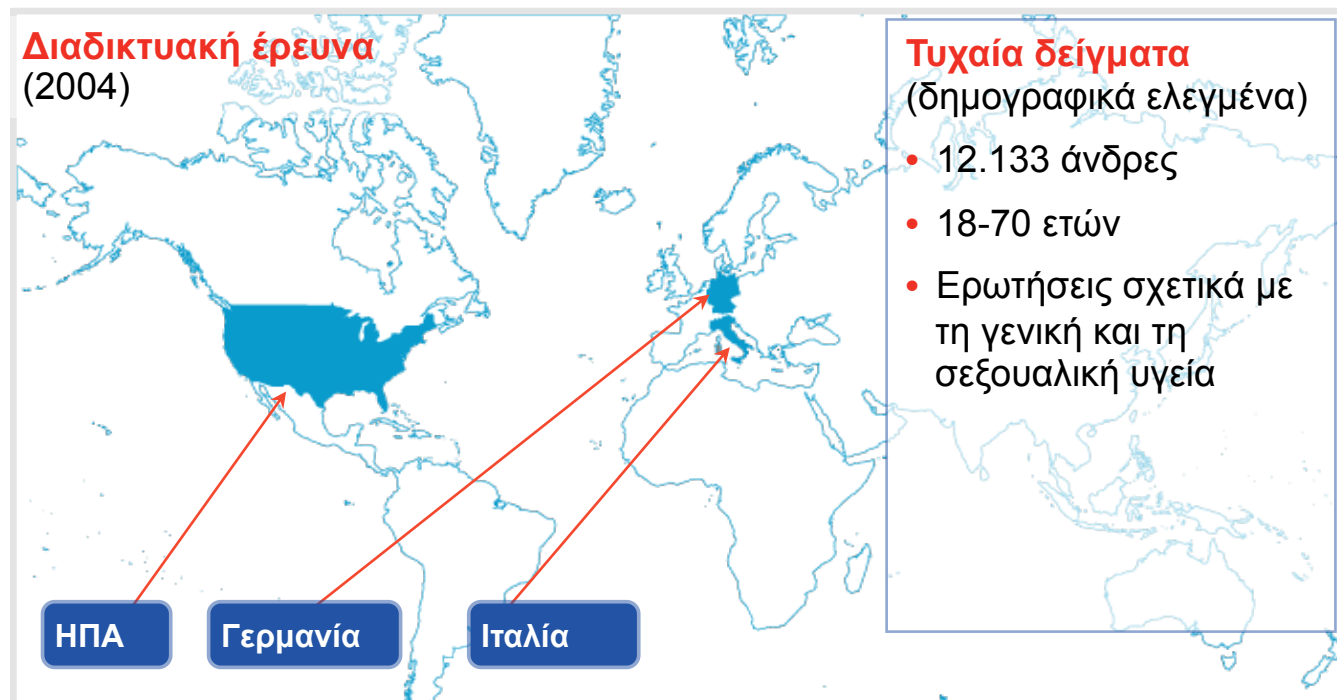 Διαδικτυακή έρευνα
(2004)
Τυχαία δείγματα
(δημογραφικά ελεγμένα)
• 12.133 άνδρες
• 18-70 ετών
• Ερωτήσεις σχετικά με
τη γενική και τη
σεξουαλική υγεία
ΗΠΑ
Γερμανία
Ιταλία